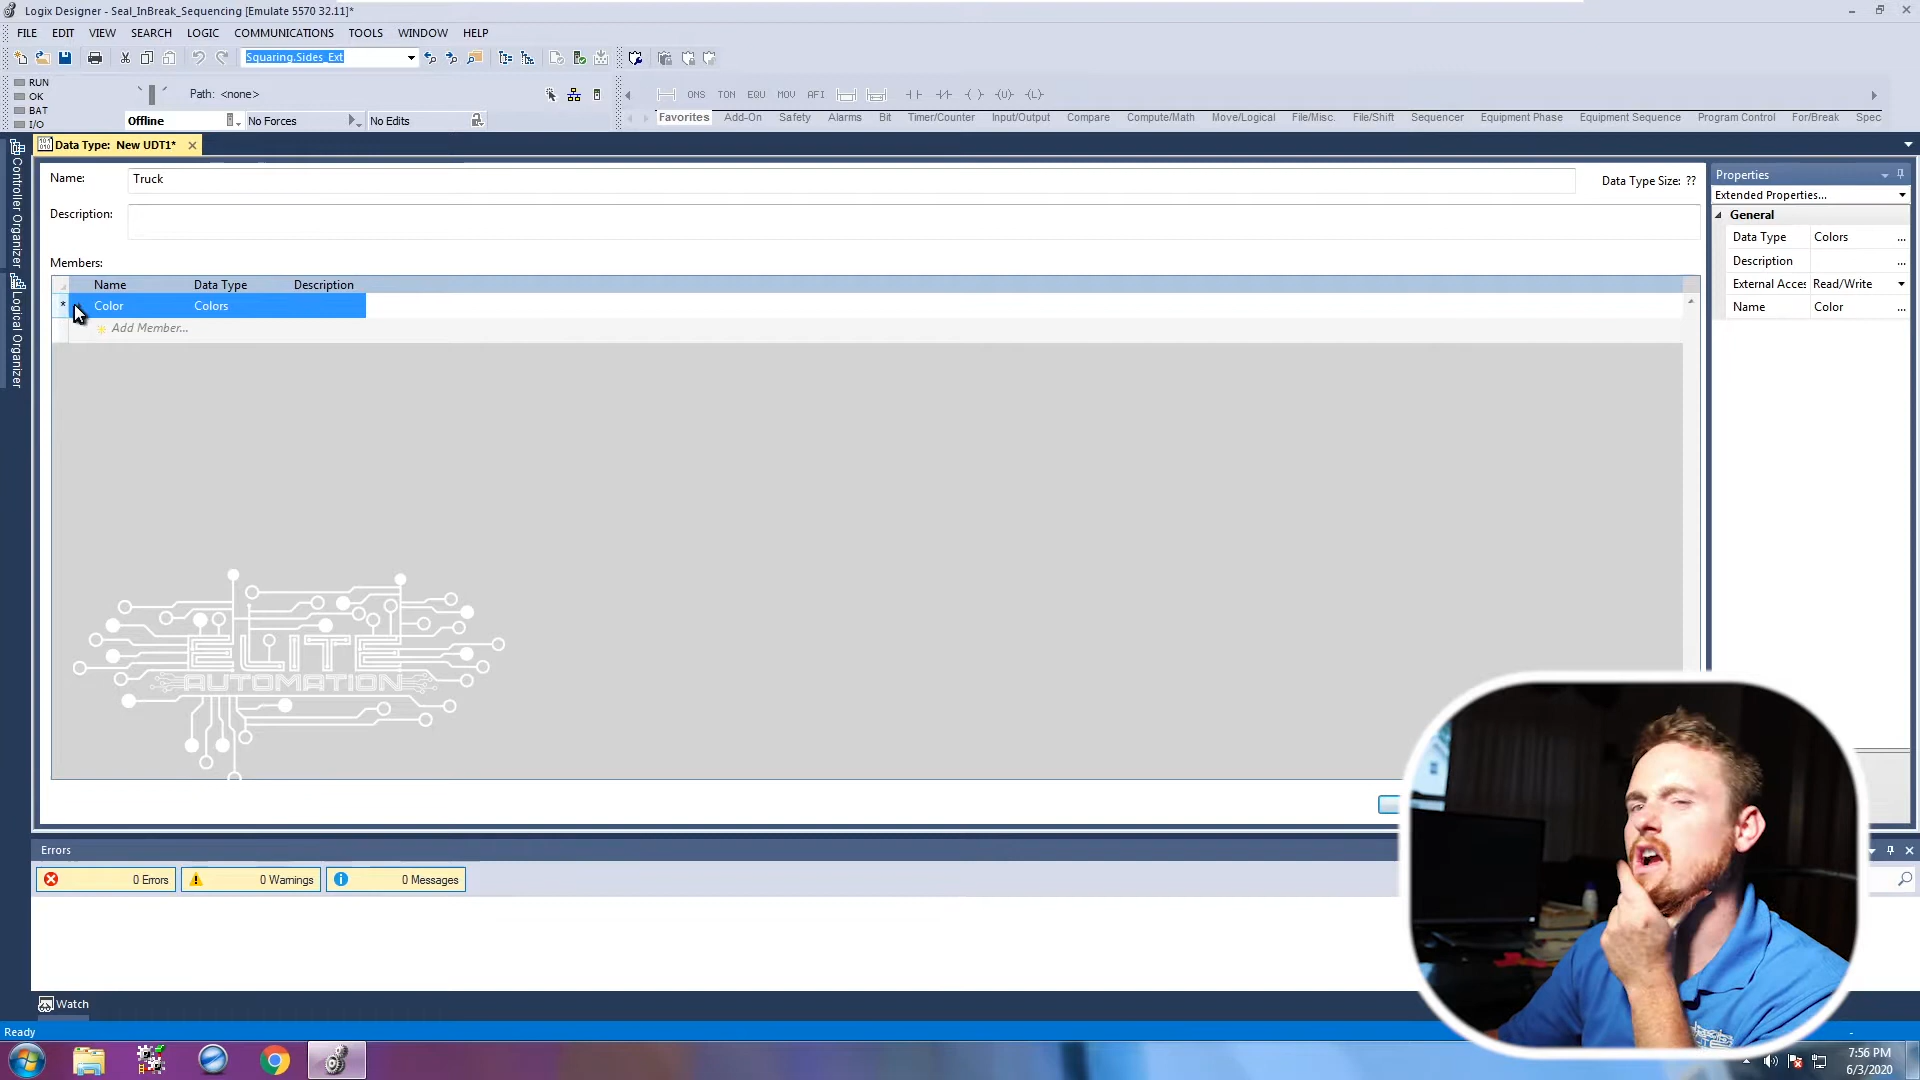 Logix Designer - Seal_InBreak_Sequencing [Emulate 5570 32.11]*
FILE EDIT VIEW SEARCH LOGIC COMMUNICATIONS TOOLS WINDOW HELP
Squaring.Sides_Ext
RUN
OK
BAT
I/O
Path: <none>
Offline
No Forces
No Edits
ONS TON EQU MOV AFI
Favorites Add-On Safety Alarms Bit Timer/Counter Input/Output Compare Compute/Math Move/Logical File/Misc. File/Shift Sequencer Equipment Phase Equipment Sequence Program Control For/Break Spec
Controller Organizer
Logical Organizer
Data Type: New UDT1*
Name: Truck
Data Type Size: ??
Description:
Members:
Name Data Type Description
* Color Colors
Add Member...
Properties
Extended Properties...
General
Data Type Colors ...
Description ...
External Acces Read/Write
Name Color ...
ELITE
AUTOMATION
Errors
0 Errors
0 Warnings
0 Messages
Watch
Ready
7:56 PM
6/3/2020